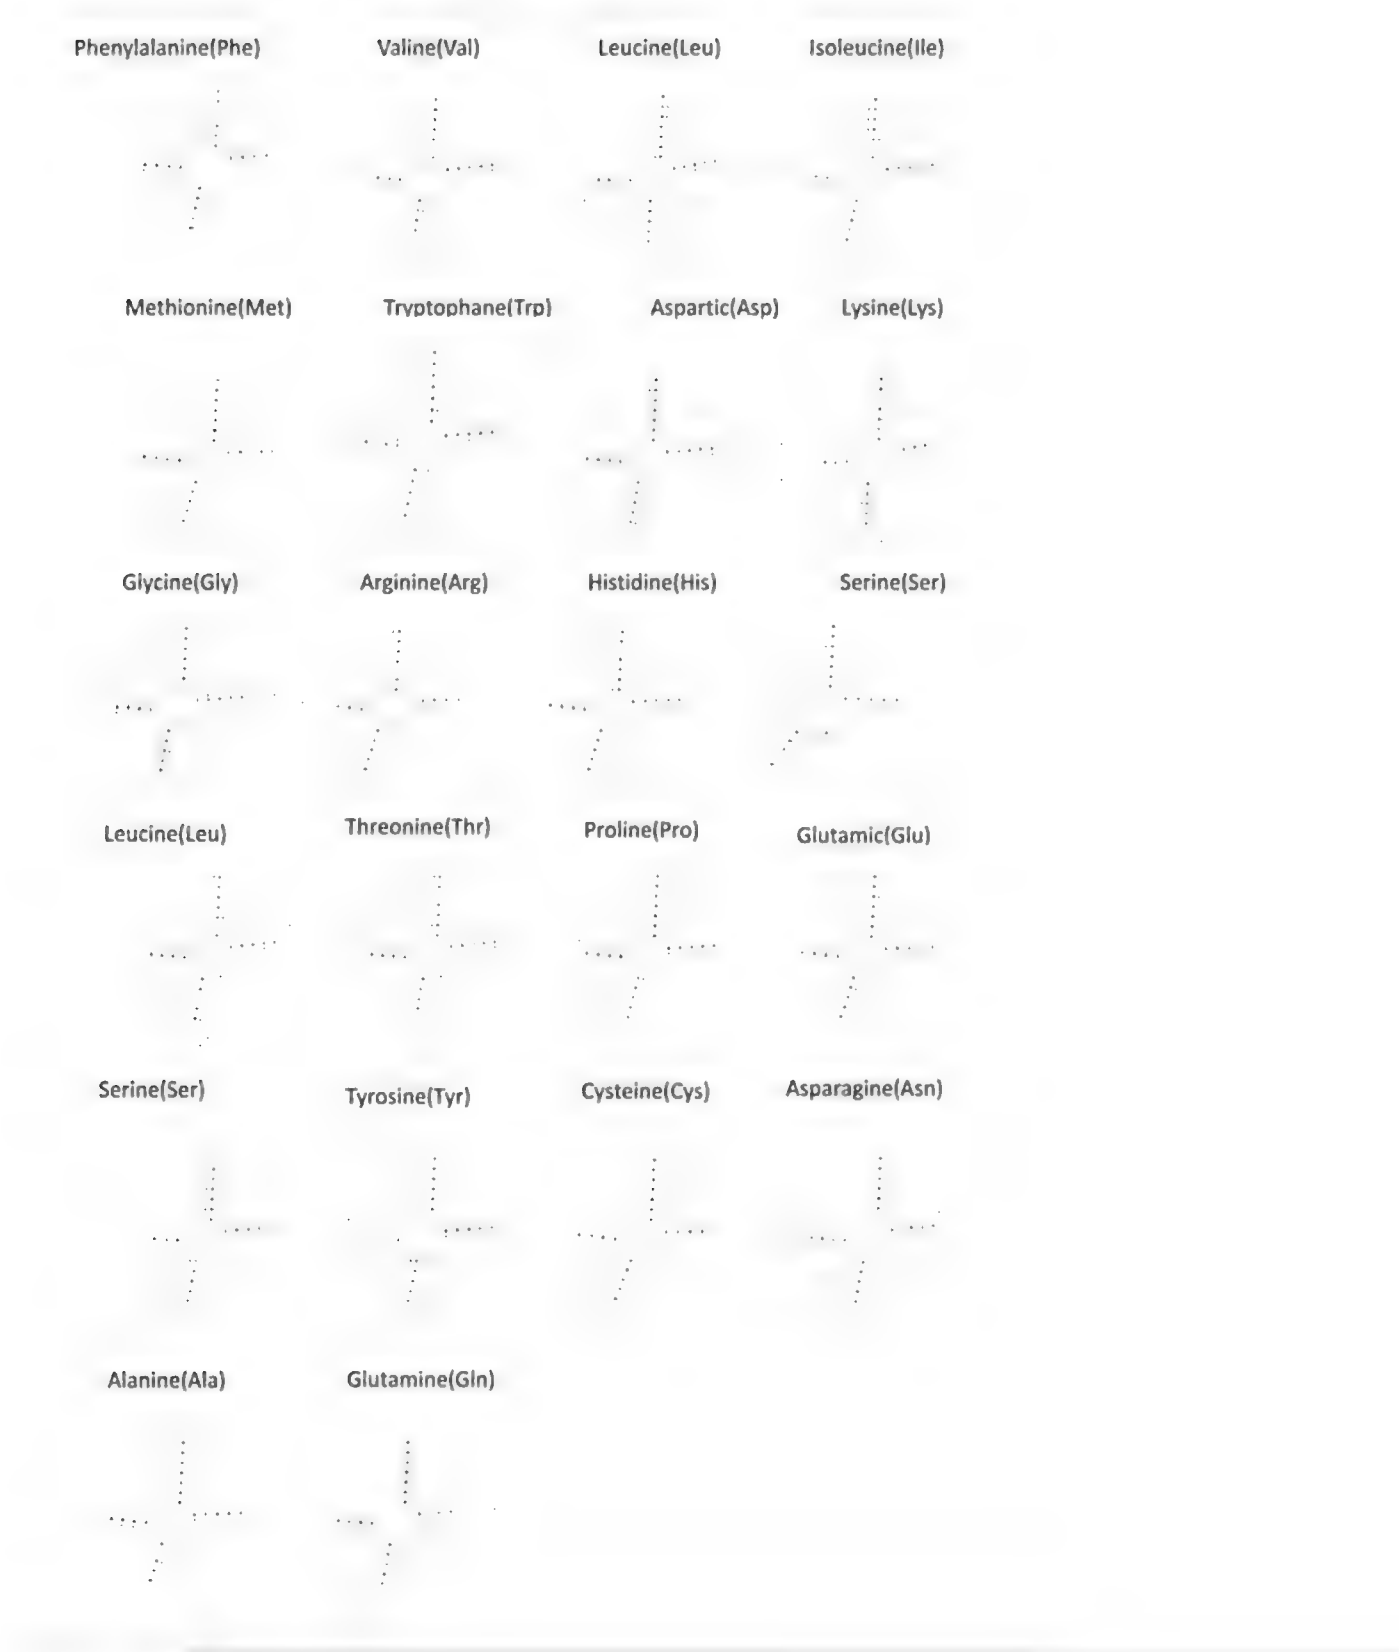 Phenylalanine(Phe) Valine(Val) Leucine(Leu) Isoleucine(Ile)
Methionine(Met) Tryptophane(Trp) Aspartic(Asp) Lysine(Lys)
Glycine(Gly) Arginine(Arg) Histidine(His) Serine(Ser)
Leucine(Leu) Threonine(Thr) Proline(Pro) Glutamic(Glu)
Serine(Ser) Tyrosine(Tyr) Cysteine(Cys) Asparagine(Asn)
Alanine(Ala) Glutamine(Gln)